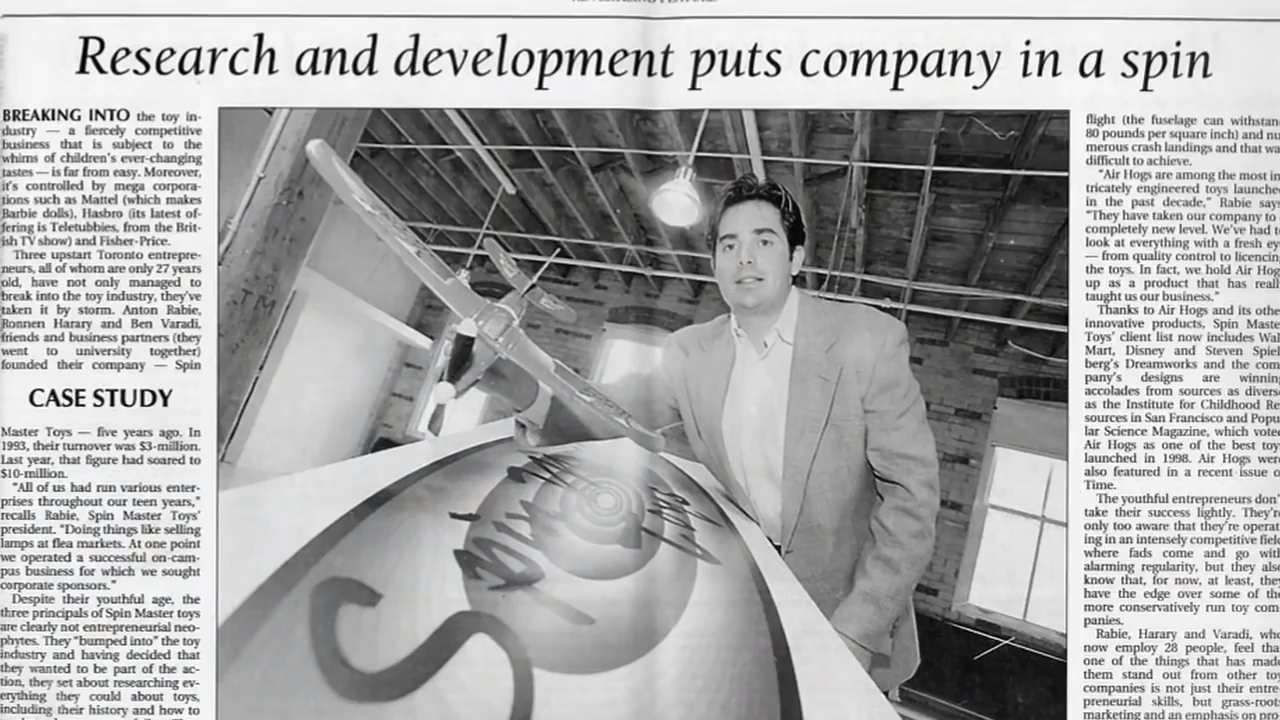 Research and development puts company in a spin
BREAKING INTO the toy in-
dustry — a fiercely competitive
business that is subject to the
whims of children's ever-changing
tastes — is far from easy. Moreover,
it's controlled by mega corpora-
tions such as Mattel (which makes
Barbie dolls), Hasbro (its latest of-
fering is Teletubbies, from the Brit-
ish TV show) and Fisher-Price.
Three upstart Toronto entrepre-
neurs, all of whom are only 27 years
old, have not only managed to
break into the toy industry, they've
taken it by storm. Anton Rabie,
Ronnen Harary and Ben Varadi,
friends and business partners (they
went to university together)
founded their company — Spin
CASE STUDY
Master Toys — five years ago. In
1993, their turnover was $3-million.
Last year, that figure had soared to
$10-million.
"All of us had run various enter-
prises throughout our teen years,"
recalls Rabie, Spin Master Toys'
president. "Doing things like selling
lamps at flea markets. At one point
we operated a successful on-cam-
pus business for which we sought
corporate sponsors."
Despite their youthful age, the
three principals of Spin Master toys
are clearly not entrepreneurial neo-
phytes. They "bumped into" the toy
industry and having decided that
they wanted to be part of the ac-
tion, they set about researching ev-
erything they could about toys,
including their history and how to
TM
flight (the fuselage can withstan
80 pounds per square inch) and nu
merous crash landings and that wa
difficult to achieve.
"Air Hogs are among the most in
tricately engineered toys launche
in the past decade," Rabie say
"They have taken our company to
completely new level. We've had t
look at everything with a fresh ey
— from quality control to licencin
the toys. In fact, we hold Air Hog
up as a product that has reall
taught us our business."
Thanks to Air Hogs and its othe
innovative products, Spin Maste
Toys' client list now includes Wal
Mart, Disney and Steven Spiel
berg's Dreamworks and the com
pany's designs are winning
accolades from sources as divers
as the Institute for Childhood Re
sources in San Francisco and Popu
lar Science Magazine, which vote
Air Hogs as one of the best toy
launched in 1998. Air Hogs wer
also featured in a recent issue o
Time.
The youthful entrepreneurs don'
take their success lightly. They'r
only too aware that they're operat
ing in an intensely competitive fiel
where fads come and go with
alarming regularity, but they als
know that, for now, at least, they
have the edge over some of th
more conservatively run toy com
panies.
Rabie, Harary and Varadi, wh
now employ 28 people, feel tha
one of the things that has mad
them stand out from other toy
companies is not just their entre
preneurial skills, but grass-root
marketing and an emphasis on pro